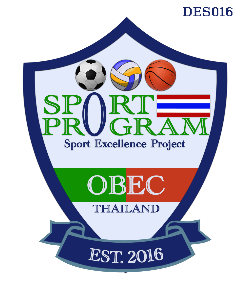 DES016
SPORT
PROGRAM
Sport Excellence Project
OBEC
THAILAND
EST. 2016